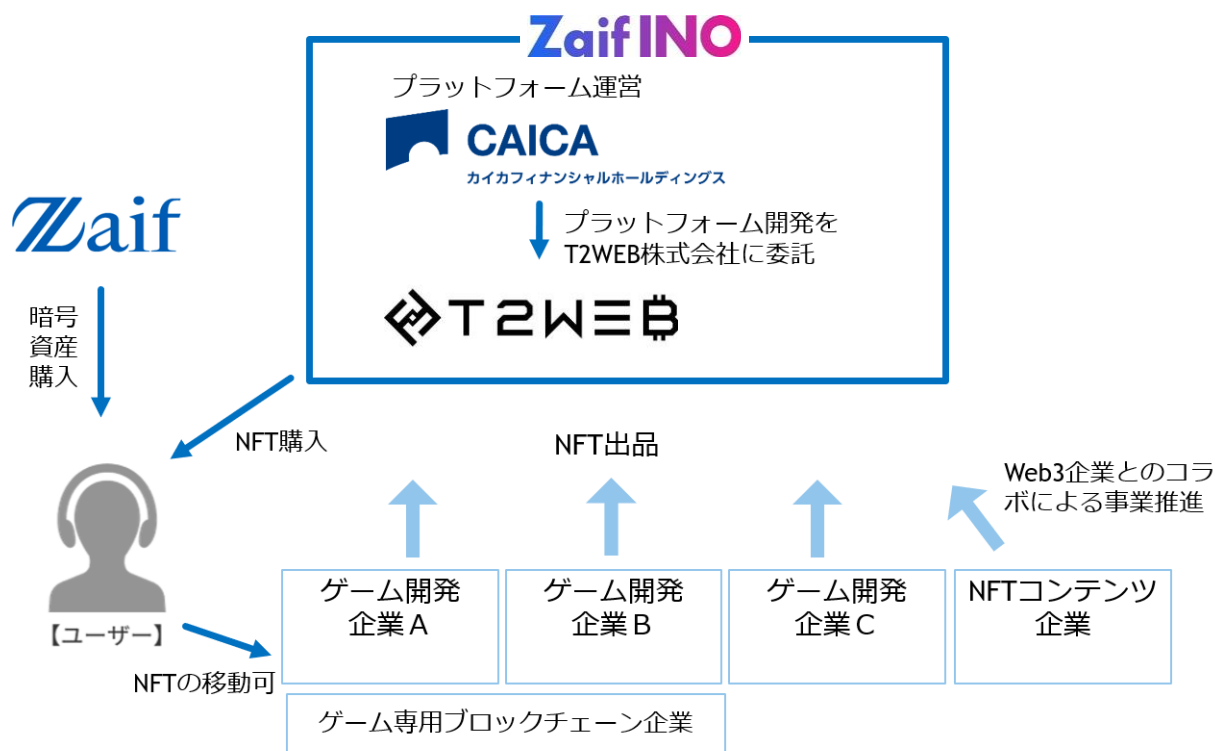 Zaif INO
プラットフォーム運営
CAICA
カイカフィナンシャルホールディングス
プラットフォーム開発を
T2WEB株式会社に委託
T2WEB
Zaif
暗号
資産
購入
NFT購入
NFT出品
Web3企業とのコラ
ボによる事業推進
【ユーザー】
NFTの移動可
ゲーム開発
企業A
ゲーム開発
企業B
ゲーム開発
企業C
NFTコンテンツ
企業
ゲーム専用ブロックチェーン企業